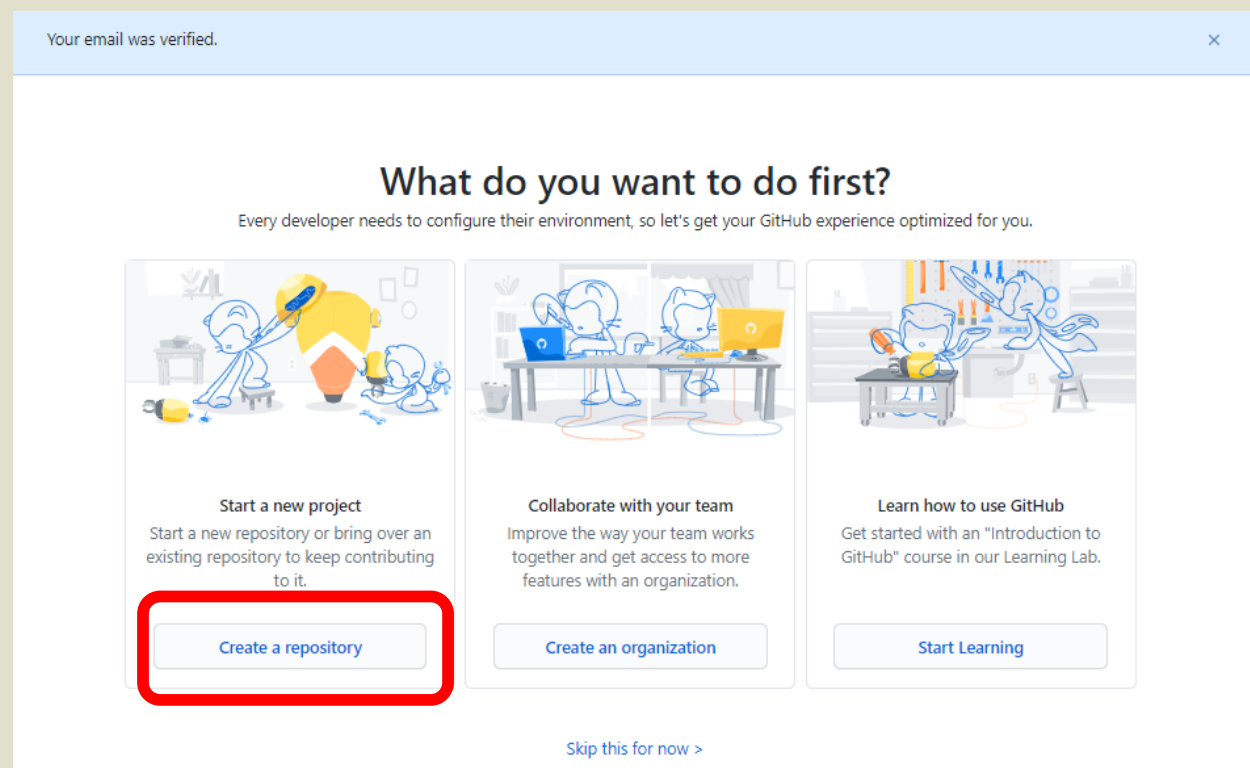 Your email was verified.
×
What do you want to do first?
Every developer needs to configure their environment, so let's get your GitHub experience optimized for you.
Start a new project
Start a new repository or bring over an
existing repository to keep contributing
to it.
Create a repository
Collaborate with your team
Improve the way your team works
together and get access to more
features with an organization.
Create an organization
Learn how to use GitHub
Get started with an "Introduction to
GitHub" course in our Learning Lab.
Start Learning
Skip this for now >